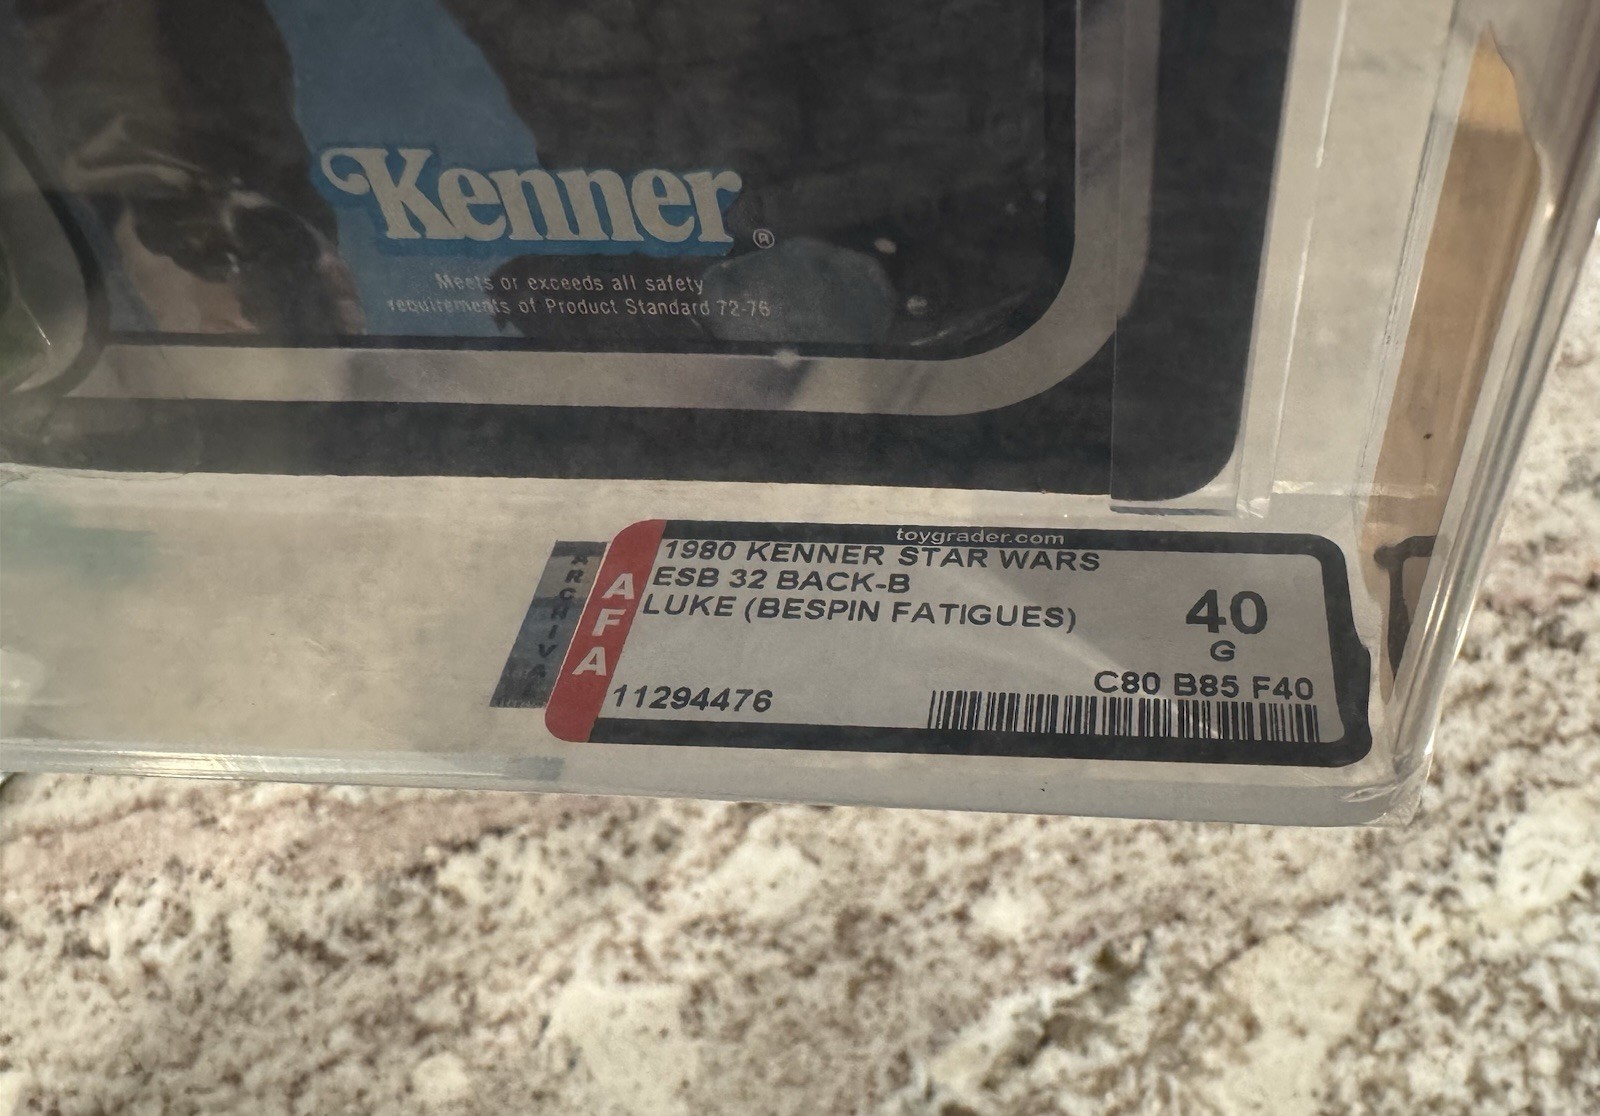 Kenner®
Meets or exceeds all safety
requirements of Product Standard 72-76
toygrader.com
1980 KENNER STAR WARS
ESB 32 BACK-B
LUKE (BESPIN FATIGUES)
40
G
C80 B85 F40
11294476
AFA
ARCHIVAL